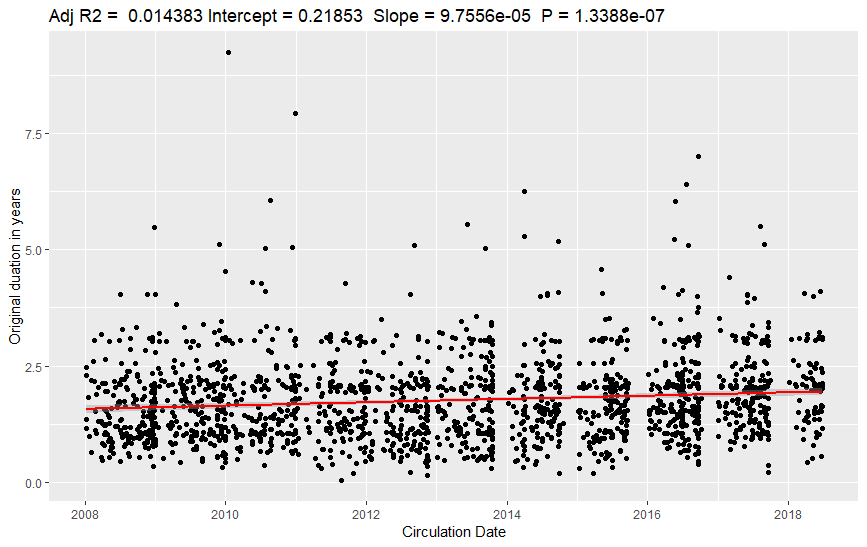 Adj R2 =  0.014383 Intercept = 0.21853  Slope = 9.7556e-05  P = 1.3388e-07
Original duation in years
7.5
5.0
2.5
0.0
2008 2010 2012 2014 2016 2018
Circulation Date